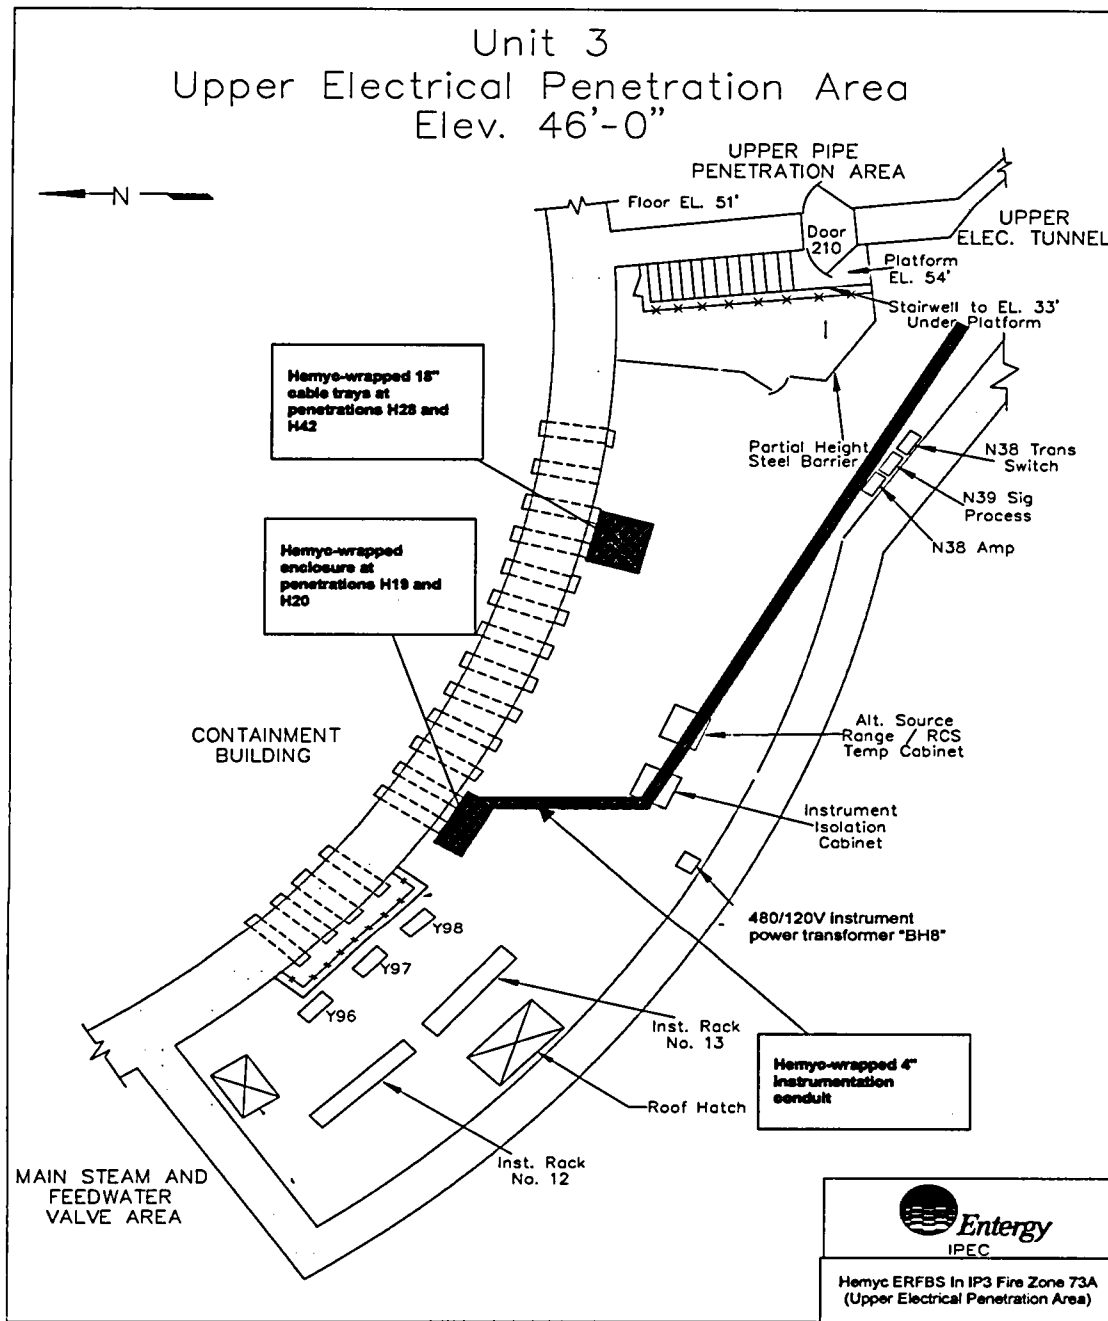 Unit 3
Upper Electrical Penetration Area
Elev. 46'-0"
N
UPPER PIPE
PENETRATION AREA
Floor EL. 51'
Door
210
UPPER
ELEC. TUNNEL
Platform
EL. 54'
Stairwell to EL. 33'
Under Platform
Hemyc-wrapped 18"
cable trays at
penetrations H28 and
H42
Partial Height
Steel Barrier
N38 Trans
Switch
N39 Sig
Process
N38 Amp
Hemyc-wrapped
enclosure at
penetrations H19 and
H20
CONTAINMENT
BUILDING
Alt. Source
Range / RCS
Temp Cabinet
Instrument
Isolation
Cabinet
480/120V instrument
power transformer "BH8"
Y98
Y97
Y96
Inst. Rack
No. 13
Hemyc-wrapped 4"
instrumentation
conduit
Roof Hatch
Inst. Rack
No. 12
MAIN STEAM AND
FEEDWATER
VALVE AREA
Entergy
IPEC
Hemyc ERFBS In IP3 Fire Zone 73A
(Upper Electrical Penetration Area)